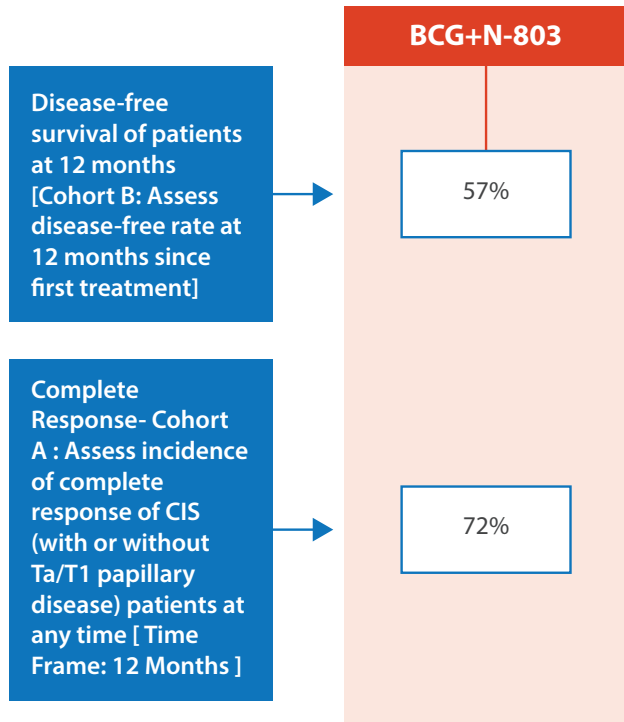 BCG+N-803
Disease-free
survival of patients
at 12 months
[Cohort B: Assess
disease-free rate at
12 months since
first treatment]
57%
Complete
Response- Cohort
A : Assess incidence
of complete
response of CIS
(with or without
Ta/T1 papillary
disease) patients at
any time [ Time
Frame: 12 Months ]
72%